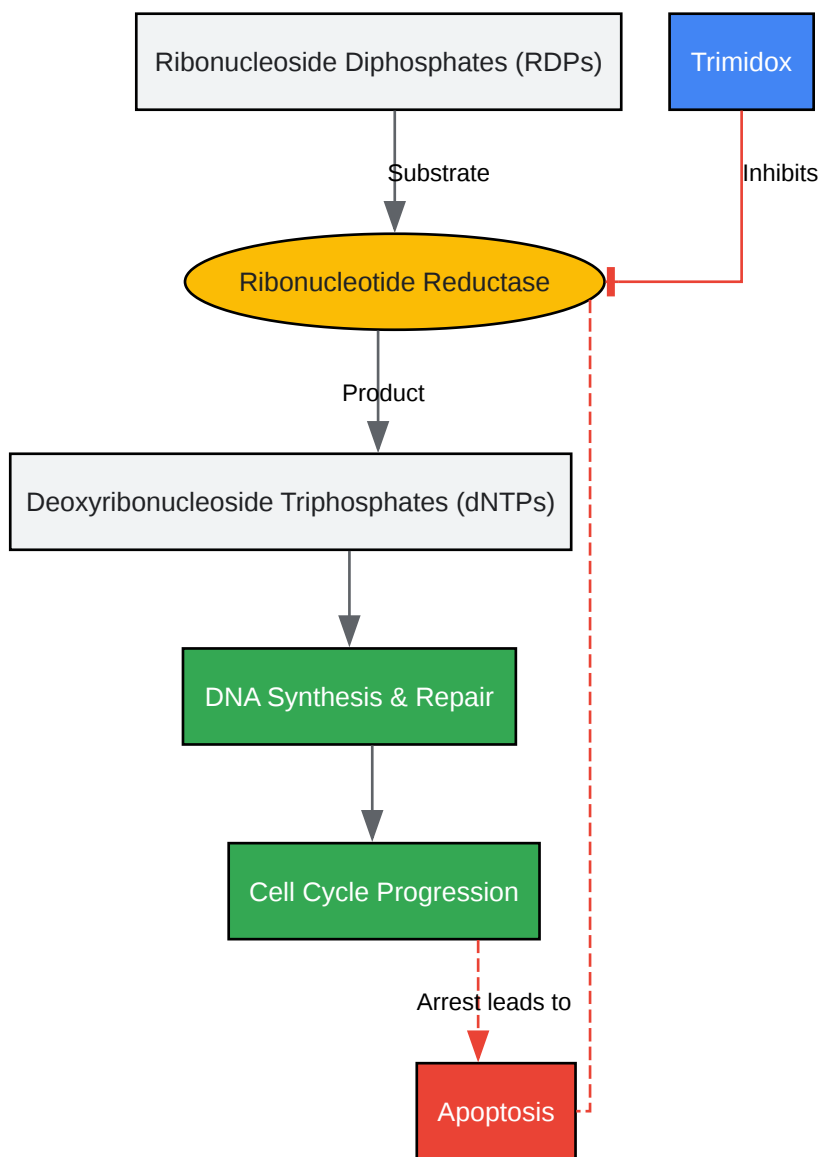 Ribonucleoside Diphosphates (RDPs)
Trimidox
Substrate
Inhibits
Ribonucleotide Reductase
Product
Deoxyribonucleoside Triphosphates (dNTPs)
DNA Synthesis & Repair
Cell Cycle Progression
Arrest leads to
Apoptosis